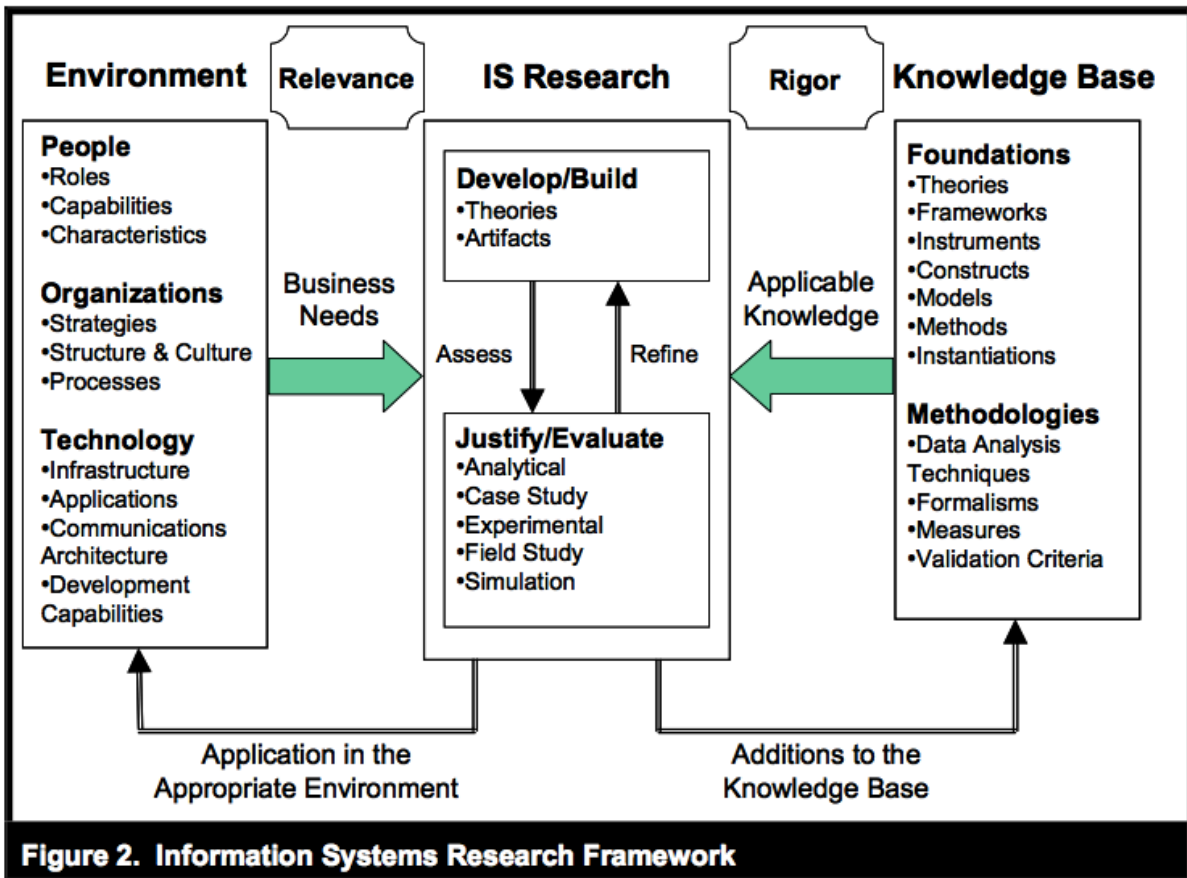 Environment
Relevance
IS Research
Rigor
Knowledge Base
People
•Roles
•Capabilities
•Characteristics
Organizations
•Strategies
•Structure & Culture
•Processes
Technology
•Infrastructure
•Applications
•Communications
Architecture
•Development
Capabilities
Business
Needs
Develop/Build
•Theories
•Artifacts
Assess
Refine
Justify/Evaluate
•Analytical
•Case Study
•Experimental
•Field Study
•Simulation
Applicable
Knowledge
Foundations
•Theories
•Frameworks
•Instruments
•Constructs
•Models
•Methods
•Instantiations
Methodologies
•Data Analysis
Techniques
•Formalisms
•Measures
•Validation Criteria
Application in the
Appropriate Environment
Additions to the
Knowledge Base
Figure 2. Information Systems Research Framework